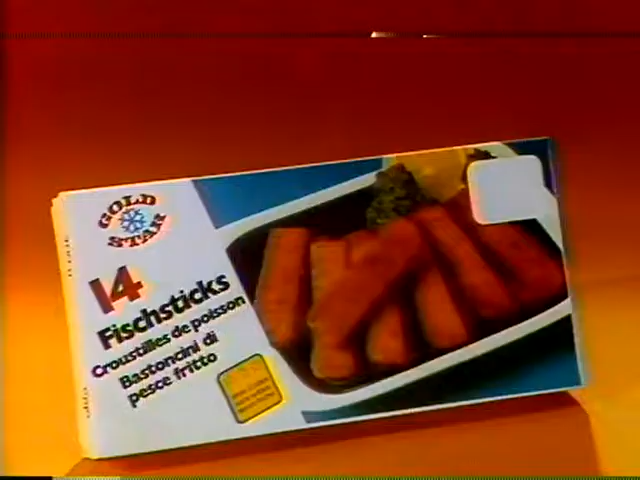 GOLD
STAR
14
Fischsticks
Croustilles de poisson
Bastoncini di
pesce fritto